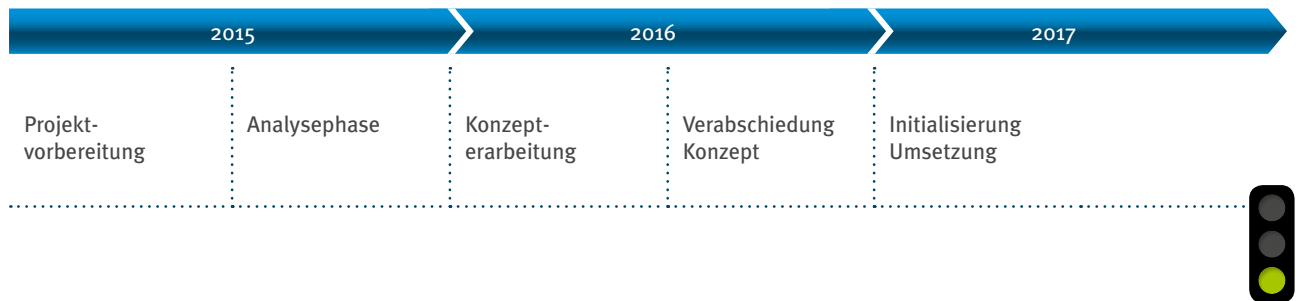 2015
2016
2017
Projekt-
vorbereitung
Analysephase
Konzept-
erarbeitung
Verabschiedung
Konzept
Initialisierung
Umsetzung